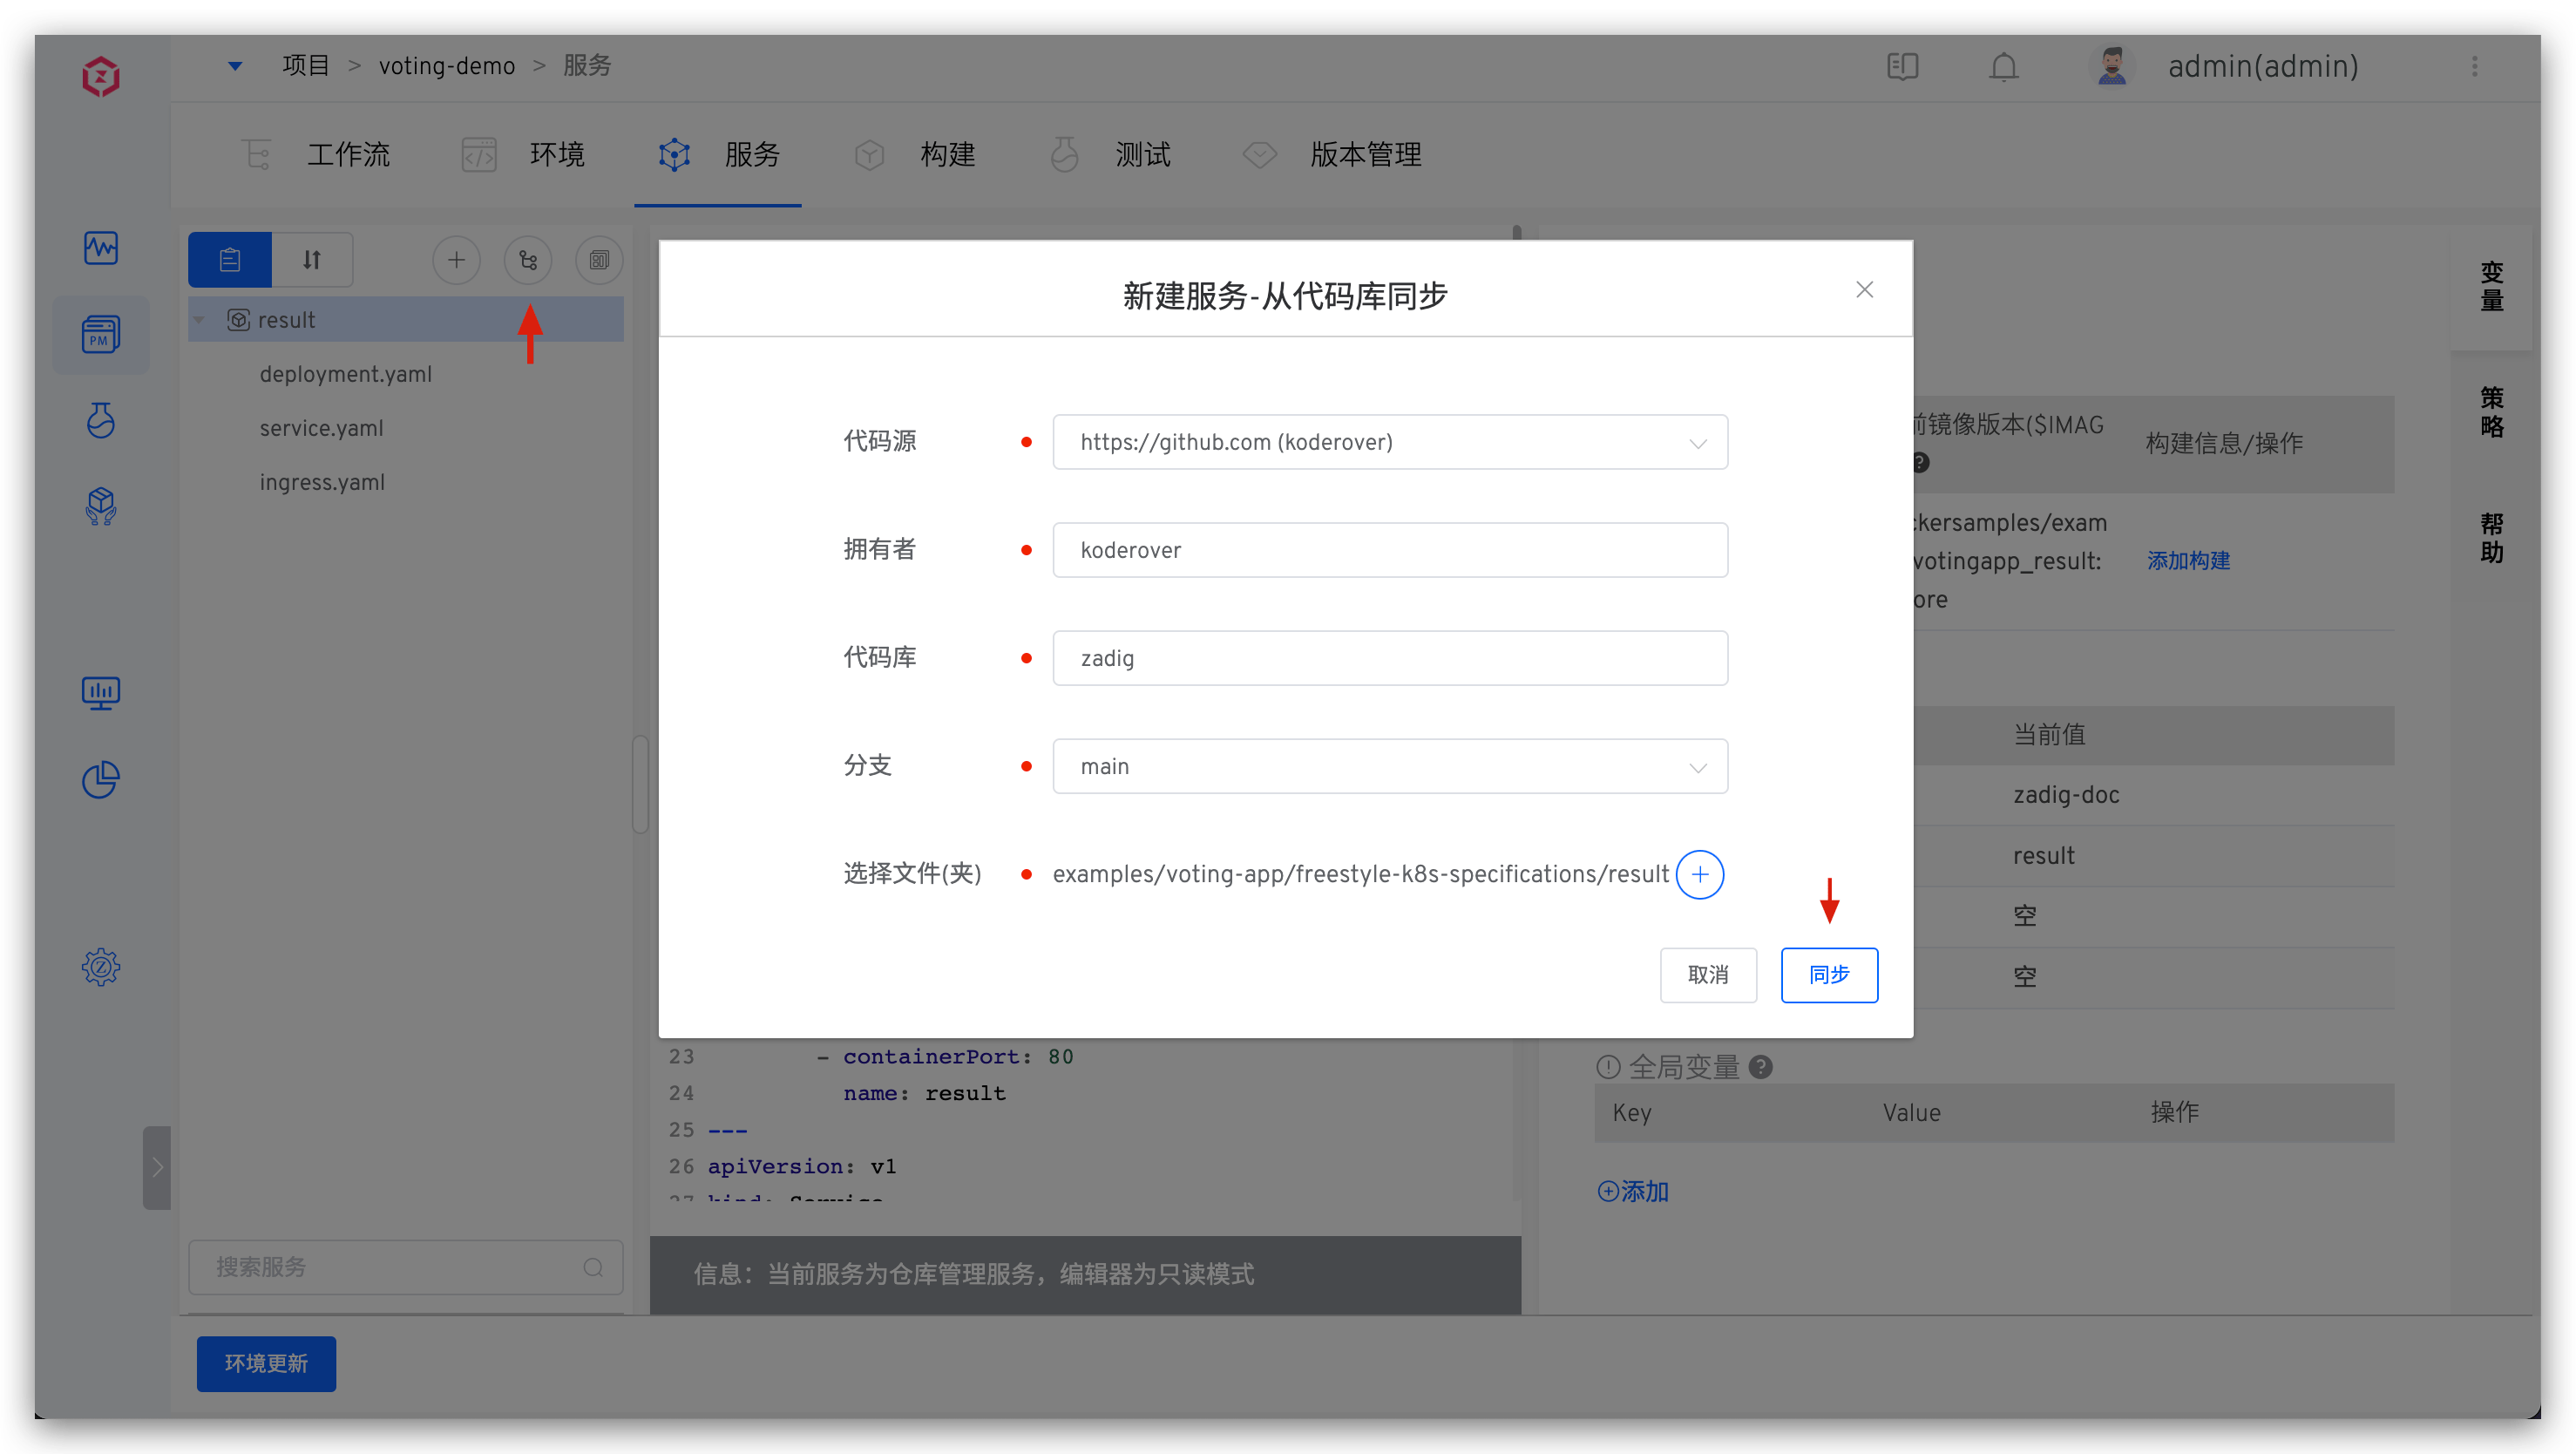 项目 > voting-demo > 服务
admin(admin)
工作流
环境
服务
构建
测试
版本管理
PM
result
deployment.yaml
service.yaml
ingress.yaml
新建服务-从代码库同步
代码源
https://github.com (koderover)
拥有者
koderover
代码库
zadig
分支
main
选择文件(夹)
examples/voting-app/freestyle-k8s-specifications/result
取消
同步
变量
策略
帮助
前镜像版本($IMAG
构建信息/操作
ckersamples/exam
votingapp_result:
ore
添加构建
当前值
zadig-doc
result
空
空
23 - containerPort: 80
24 name: result
25 ---
26 apiVersion: v1
27 kind: Service
信息：当前服务为仓库管理服务，编辑器为只读模式
全局变量
Key Value 操作
添加
搜索服务
环境更新